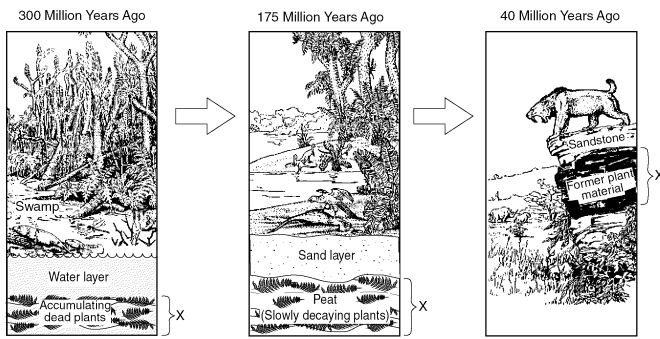 300 Million Years Ago
175 Million Years Ago
40 Million Years Ago
Swamp
Water layer
Accumulating
dead plants
X
Sand layer
Peat
(Slowly decaying plants)
X
Sandstone
Former plant
material
X